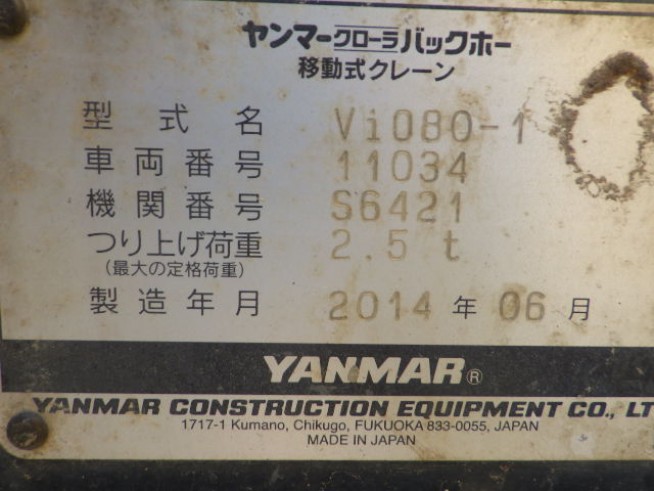 ヤンマークローラバックホー
移動式クレーン
型式名 Vi080-1
車両番号 11034
機関番号 S6421
つり上げ荷重 2.5 t
(最大の定格荷重)
製造年月 2014 年 06 月
YANMAR®
YANMAR CONSTRUCTION EQUIPMENT CO., LT
1717-1 Kumano, Chikugo, FUKUOKA 833-0055, JAPAN
MADE IN JAPAN